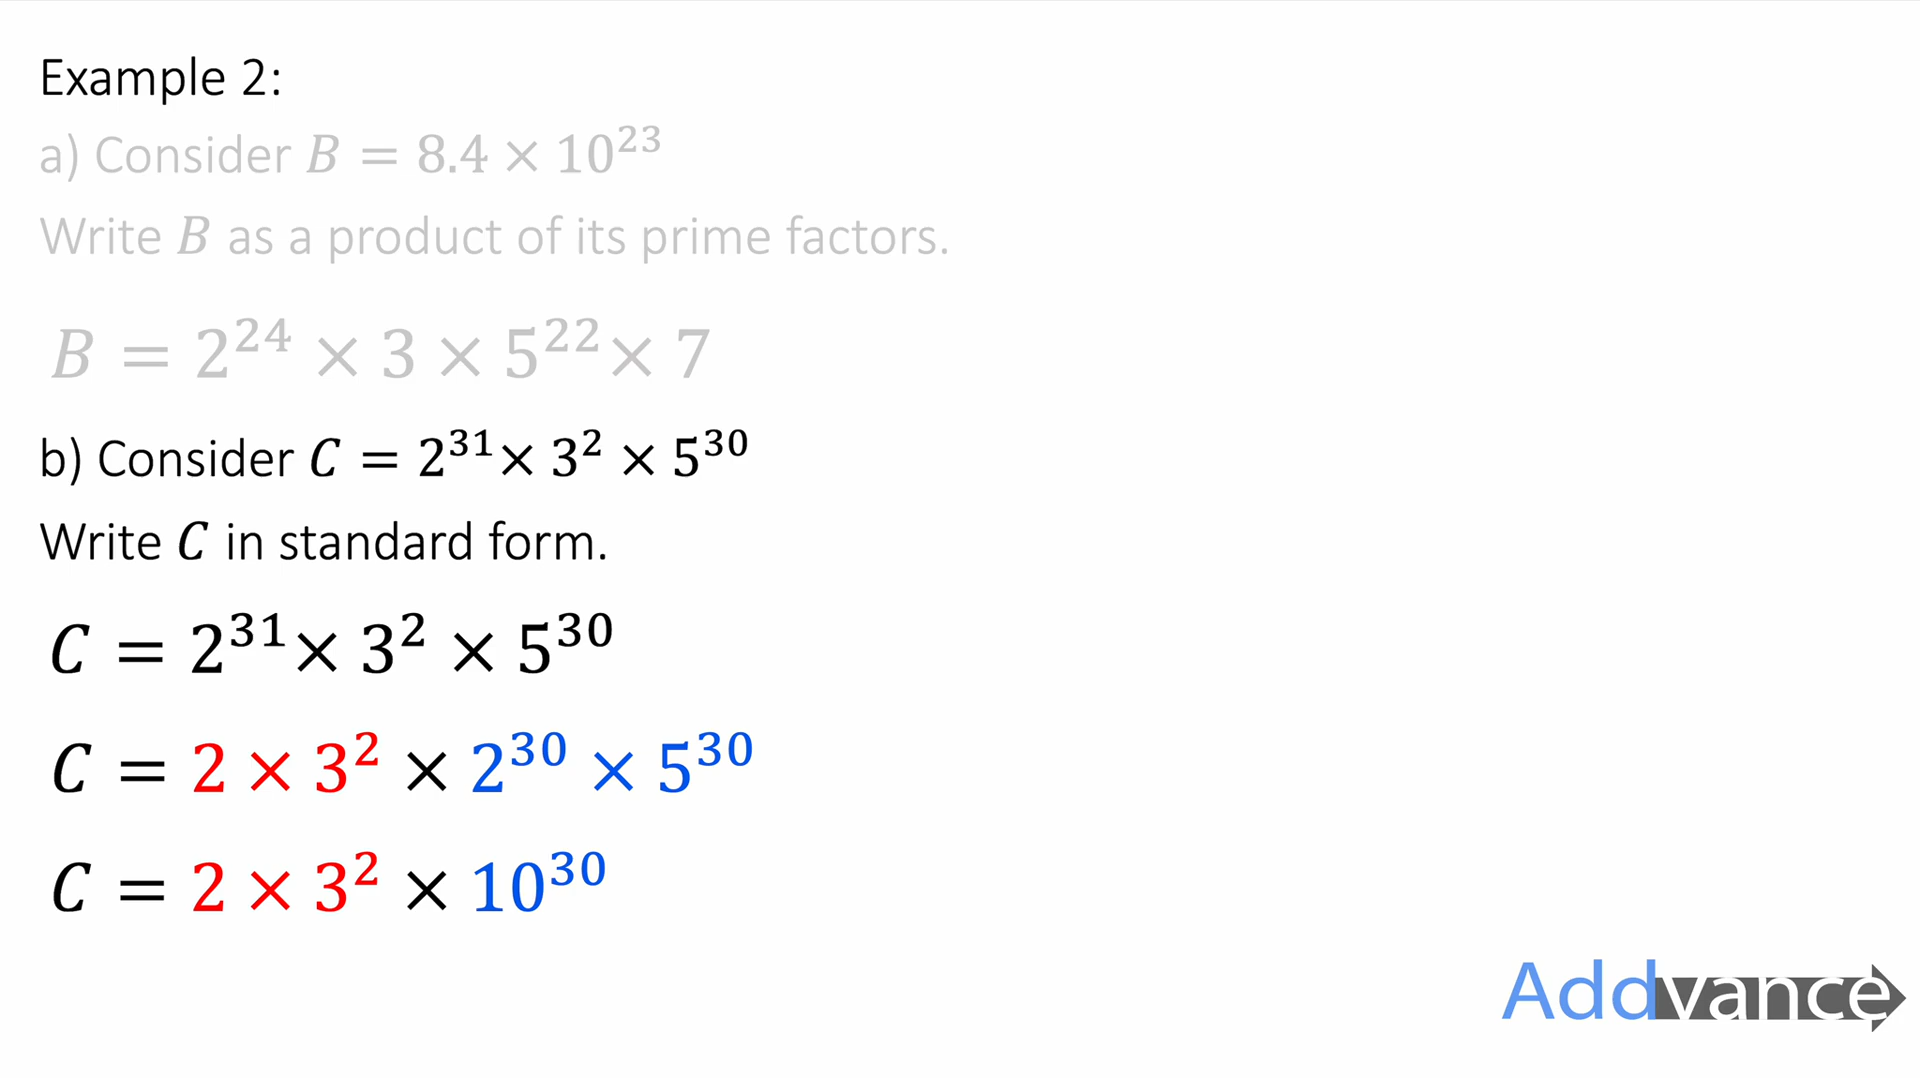 Example 2:
a) Consider B = 8.4 × 10²³
Write B as a product of its prime factors.
B = 2²⁴ × 3 × 5²² × 7
b) Consider C = 2³¹ × 3² × 5³⁰
Write C in standard form.
C = 2³¹ × 3² × 5³⁰
C = 2 × 3² × 2³⁰ × 5³⁰
C = 2 × 3² × 10³⁰
Addvance